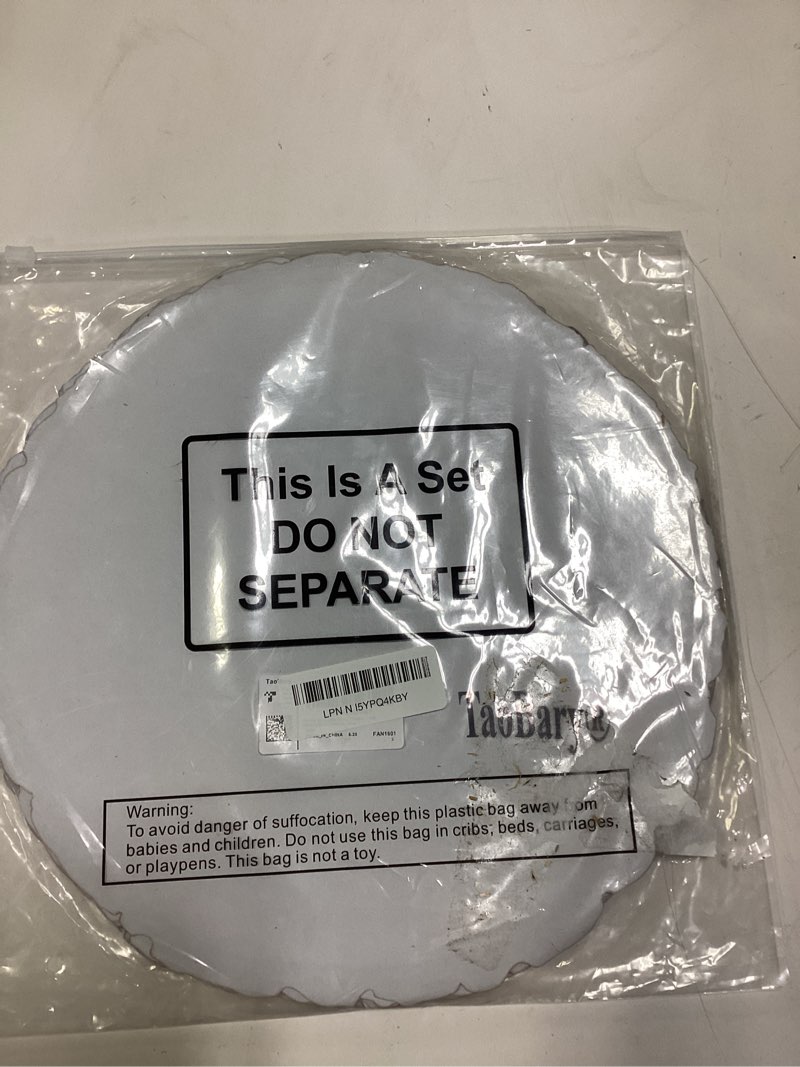 This Is A Set
DO NOT
SEPARATE
LPN N I5YPQ4KBY
CHINA
FAN1601
Warning:
To avoid danger of suffocation, keep this plastic bag away from
babies and children. Do not use this bag in cribs, beds, carriages,
or playpens. This bag is not a toy.